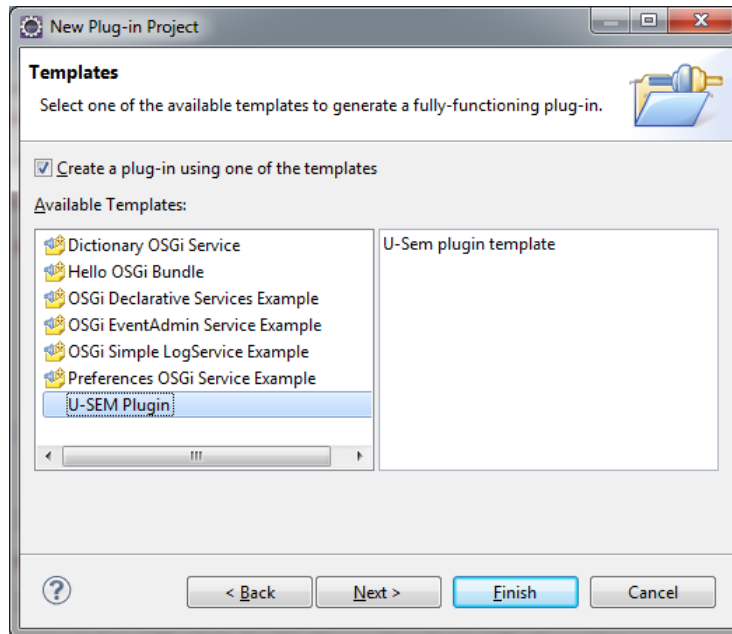 New Plug-in Project
Templates
Select one of the available templates to generate a fully-functioning plug-in.
Create a plug-in using one of the templates
Available Templates:
Dictionary OSGi Service
Hello OSGi Bundle
OSGi Declarative Services Example
OSGi EventAdmin Service Example
OSGi Simple LogService Example
Preferences OSGi Service Example
U-SEM Plugin
U-Sem plugin template
< Back
Next >
Finish
Cancel